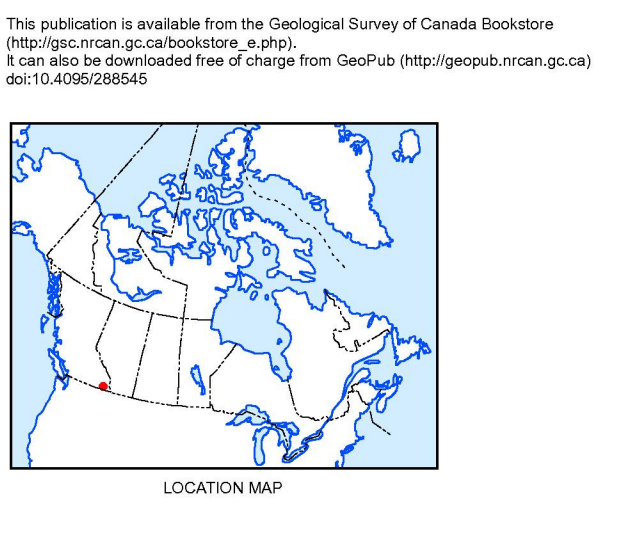 This publication is available from the Geological Survey of Canada Bookstore
(http://gsc.nrcan.gc.ca/bookstore_e.php).
It can also be downloaded free of charge from GeoPub (http://geopub.nrcan.gc.ca)
doi:10.4095/288545
LOCATION MAP